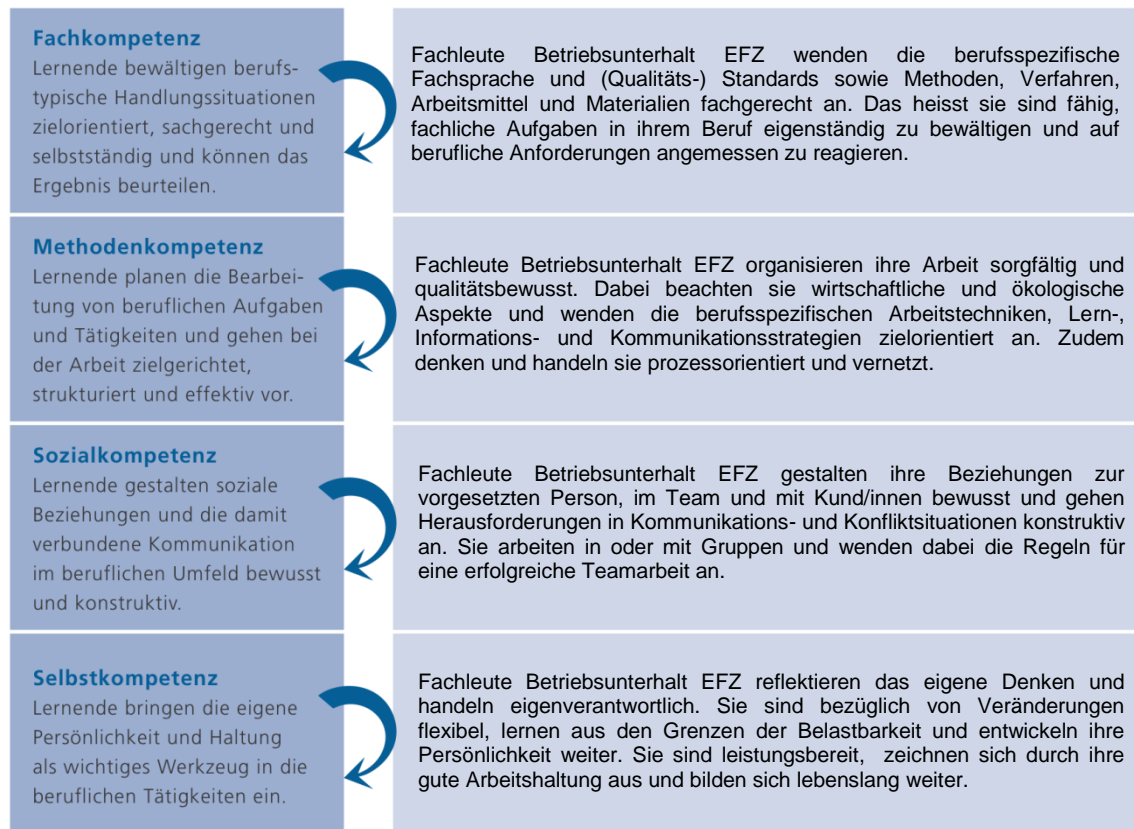 Fachkompetenz
Lernende bewältigen berufs-
typische Handlungssituationen
zielorientiert, sachgerecht und
selbstständig und können das
Ergebnis beurteilen.
Fachleute Betriebsunterhalt EFZ wenden die berufsspezifische
Fachsprache und (Qualitäts-) Standards sowie Methoden, Verfahren,
Arbeitsmittel und Materialien fachgerecht an. Das heisst sie sind fähig,
fachliche Aufgaben in ihrem Beruf eigenständig zu bewältigen und auf
berufliche Anforderungen angemessen zu reagieren.
Methodenkompetenz
Lernende planen die Bearbei-
tung von beruflichen Aufgaben
und Tätigkeiten und gehen bei
der Arbeit zielgerichtet,
strukturiert und effektiv vor.
Fachleute Betriebsunterhalt EFZ organisieren ihre Arbeit sorgfältig und
qualitätsbewusst. Dabei beachten sie wirtschaftliche und ökologische
Aspekte und wenden die berufsspezifischen Arbeitstechniken, Lern-,
Informations- und Kommunikationsstrategien zielorientiert an. Zudem
denken und handeln sie prozessorientiert und vernetzt.
Sozialkompetenz
Lernende gestalten soziale
Beziehungen und die damit
verbundene Kommunikation
im beruflichen Umfeld bewusst
und konstruktiv.
Fachleute Betriebsunterhalt EFZ gestalten ihre Beziehungen zur
vorgesetzten Person, im Team und mit Kund/innen bewusst und gehen
Herausforderungen in Kommunikations- und Konfliktsituationen konstruktiv
an. Sie arbeiten in oder mit Gruppen und wenden dabei die Regeln für
eine erfolgreiche Teamarbeit an.
Selbstkompetenz
Lernende bringen die eigene
Persönlichkeit und Haltung
als wichtiges Werkzeug in die
beruflichen Tätigkeiten ein.
Fachleute Betriebsunterhalt EFZ reflektieren das eigene Denken und
handeln eigenverantwortlich. Sie sind bezüglich von Veränderungen
flexibel, lernen aus den Grenzen der Belastbarkeit und entwickeln ihre
Persönlichkeit weiter. Sie sind leistungsbereit, zeichnen sich durch ihre
gute Arbeitshaltung aus und bilden sich lebenslang weiter.